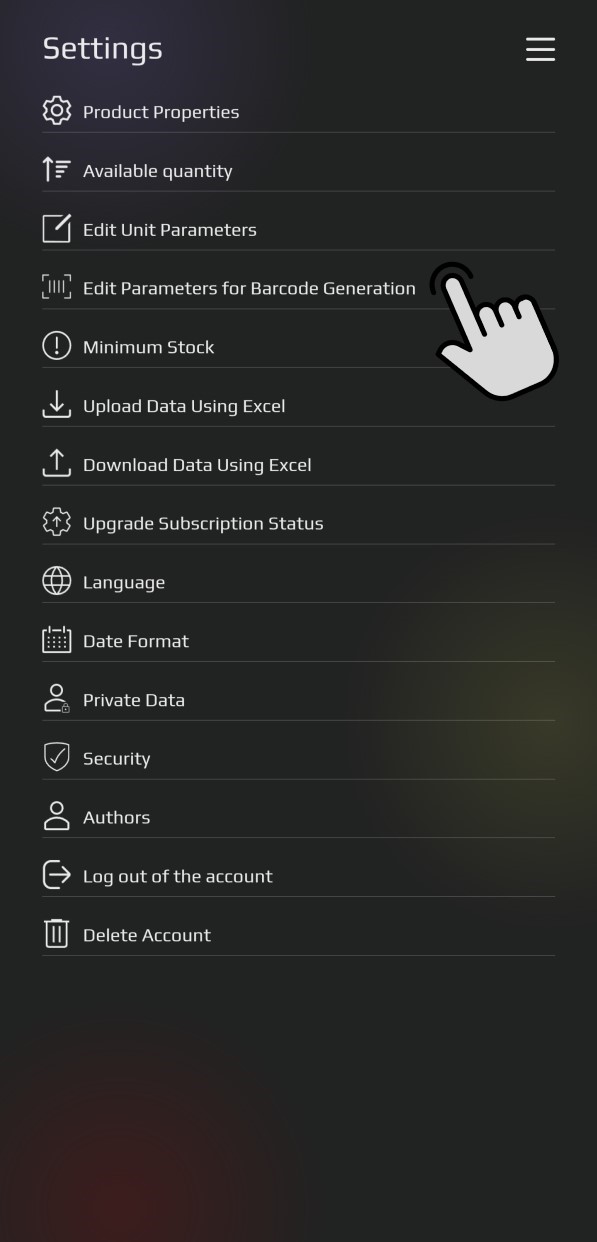 Settings
Product Properties
Available quantity
Edit Unit Parameters
Edit Parameters for Barcode Generation
Minimum Stock
Upload Data Using Excel
Download Data Using Excel
Upgrade Subscription Status
Language
Date Format
Private Data
Security
Authors
Log out of the account
Delete Account